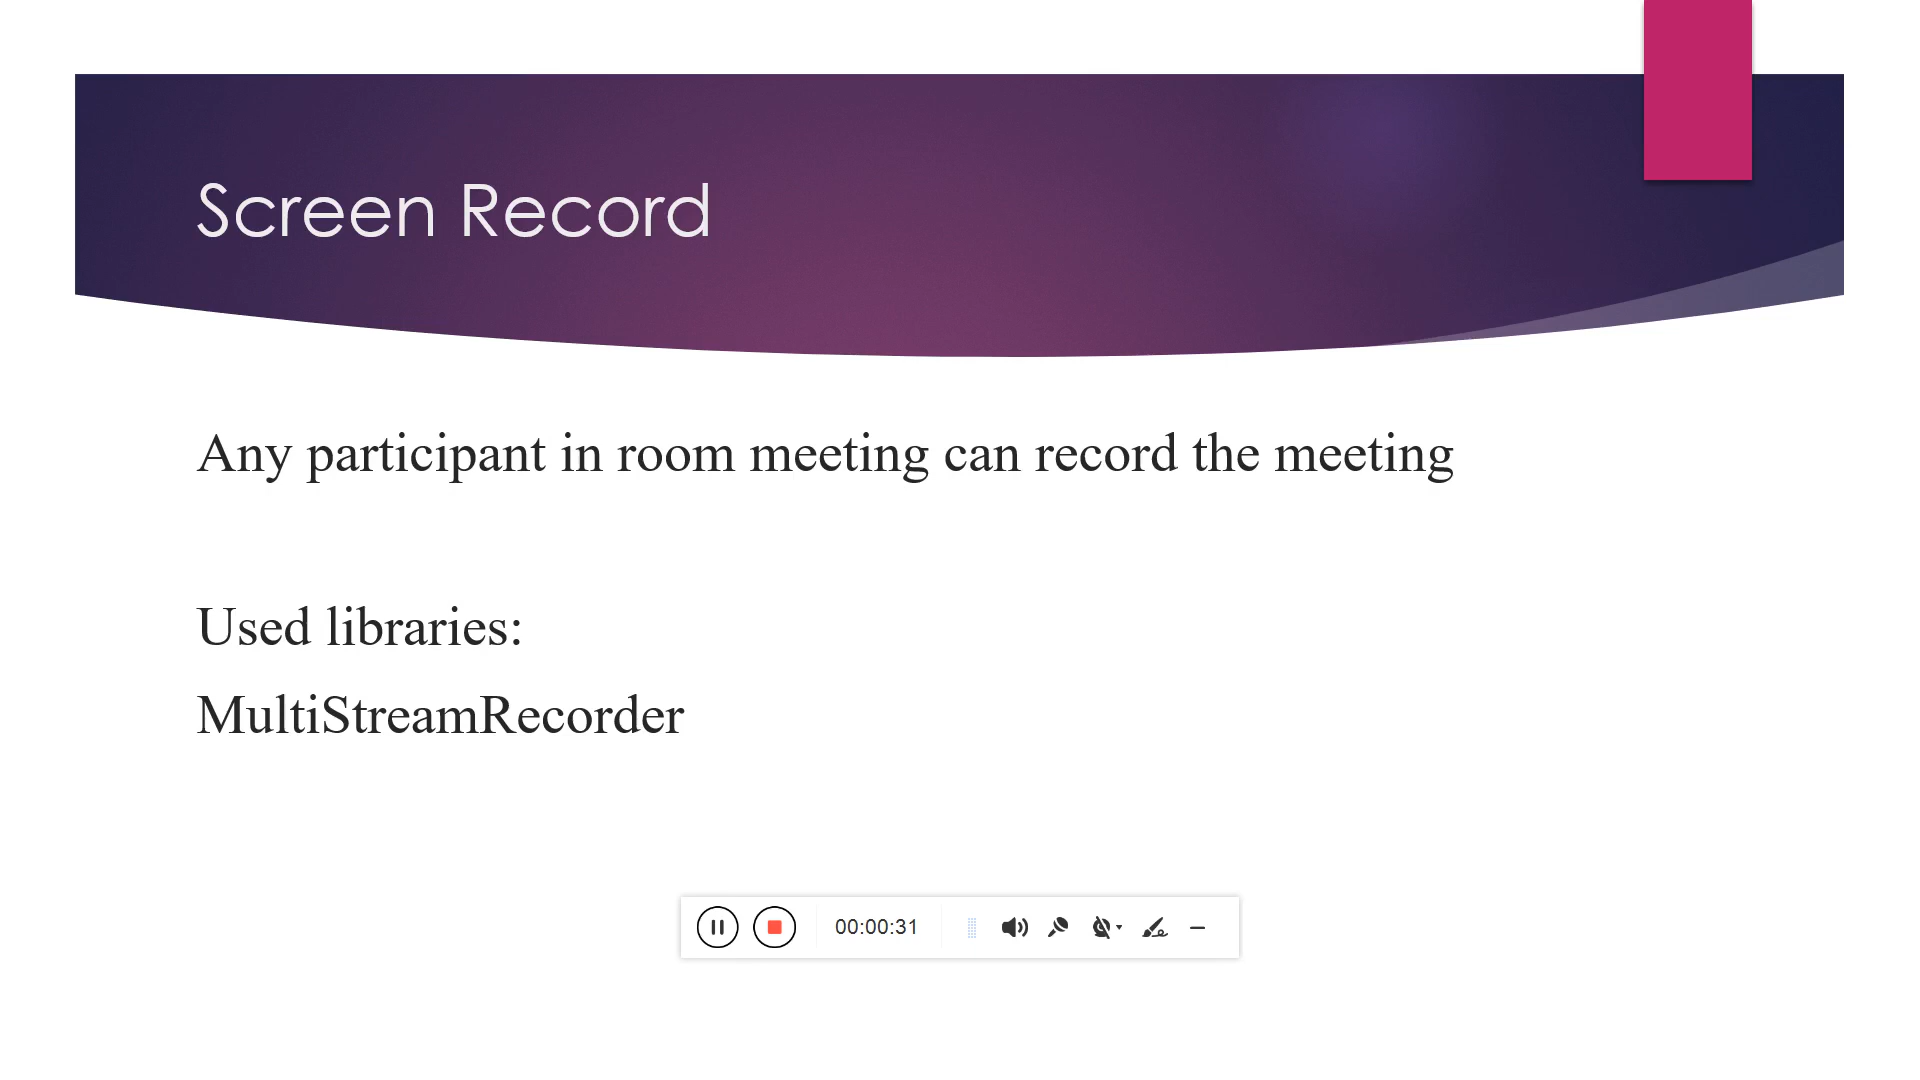 Screen Record
Any participant in room meeting can record the meeting
Used libraries:
MultiStreamRecorder
00:00:31